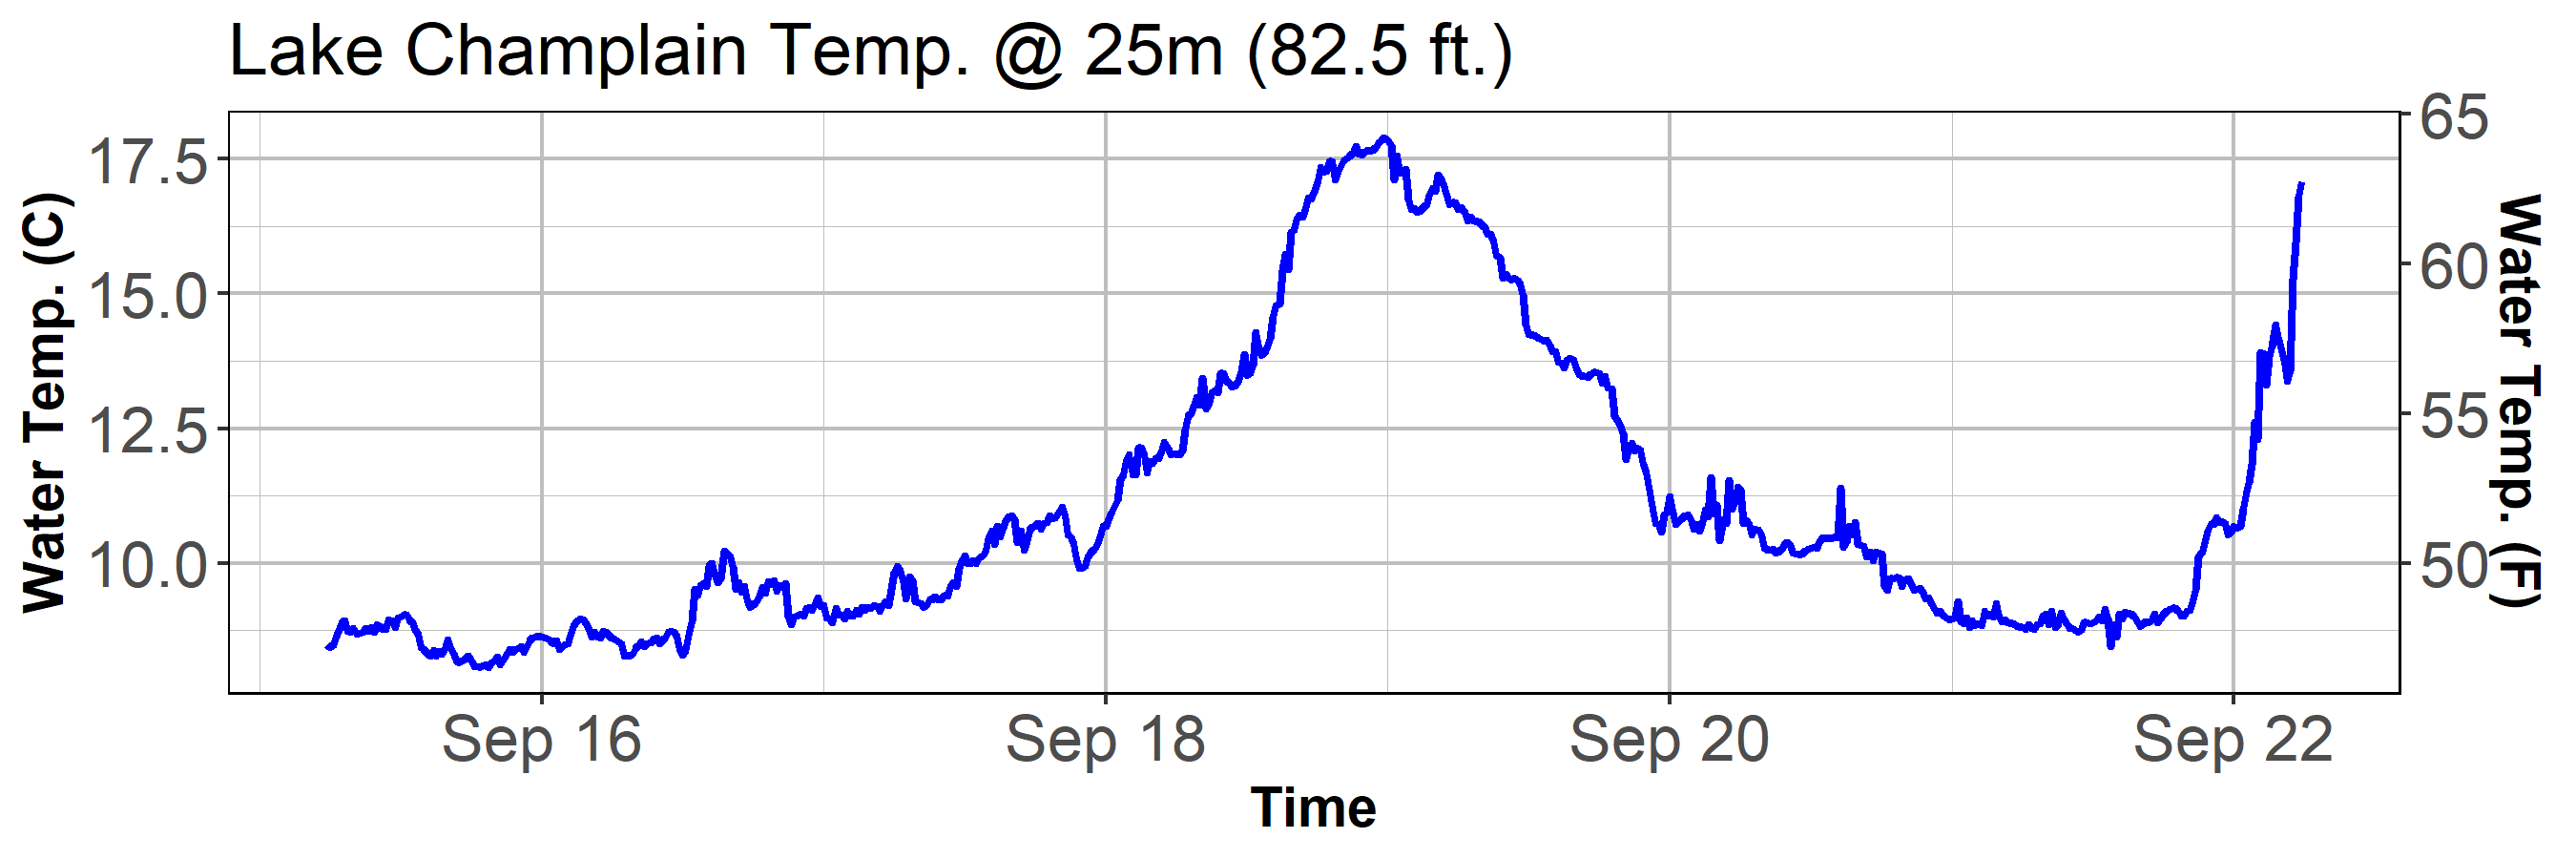 Lake Champlain Temp. @ 25m (82.5 ft.)
Water Temp. (C)
17.5
15.0
12.5
10.0
65
60
55
50
Water Temp. (F)
Sep 16
Sep 18
Sep 20
Sep 22
Time